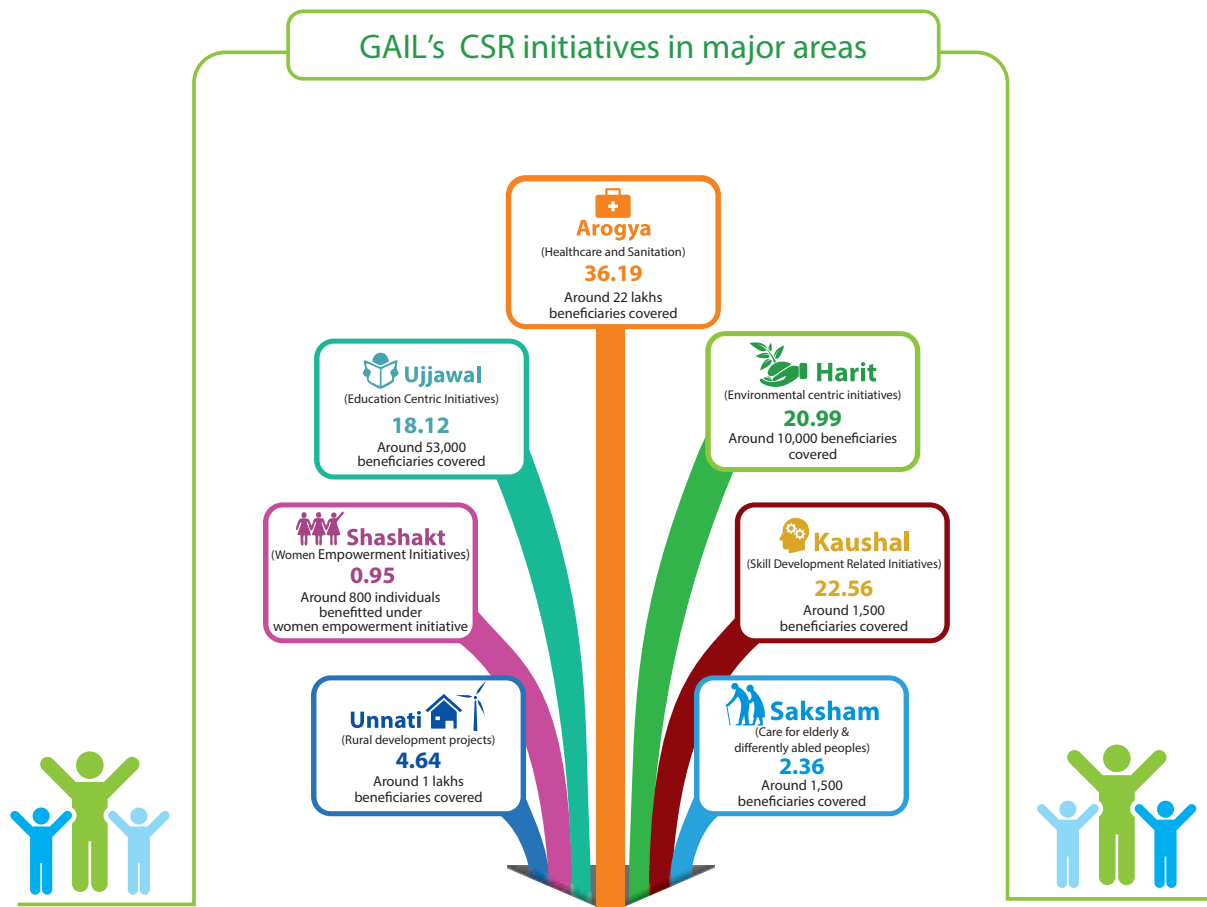 GAIL's CSR initiatives in major areas
Arogya
(Healthcare and Sanitation)
36.19
Around 22 lakhs
beneficiaries covered
Ujjawal
(Education Centric Initiatives)
18.12
Around 53,000
beneficiaries covered
Harit
(Environmental centric initiatives)
20.99
Around 10,000 beneficiaries
covered
Shashakt
(Women Empowerment Initiatives)
0.95
Around 800 individuals
benefitted under
women empowerment initiative
Kaushal
(Skill Development Related Initiatives)
22.56
Around 1,500
beneficiaries covered
Unnati
(Rural development projects)
4.64
Around 1 lakhs
beneficiaries covered
Saksham
(Care for elderly &
differently abled peoples)
2.36
Around 1,500
beneficiaries covered